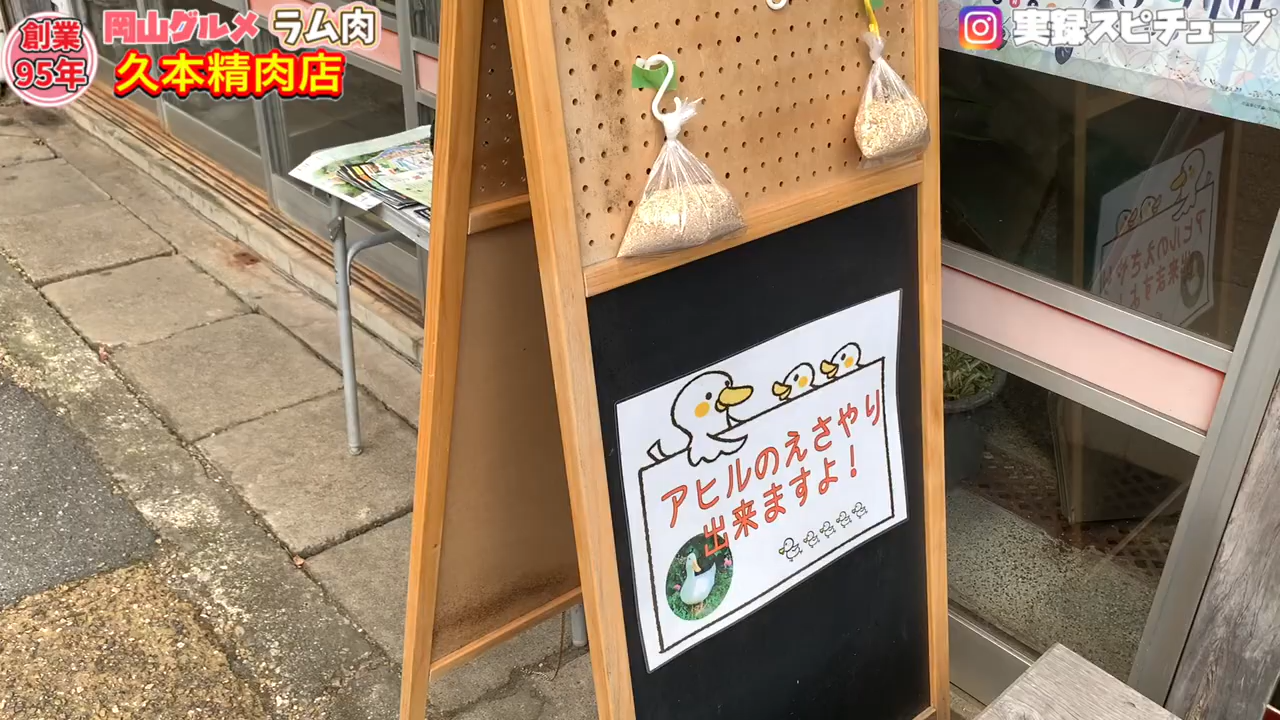 創業
95年
岡山グルメ ラム肉
久本精肉店
実録スピチューブ
アヒルのえさやり
出来ますよ！